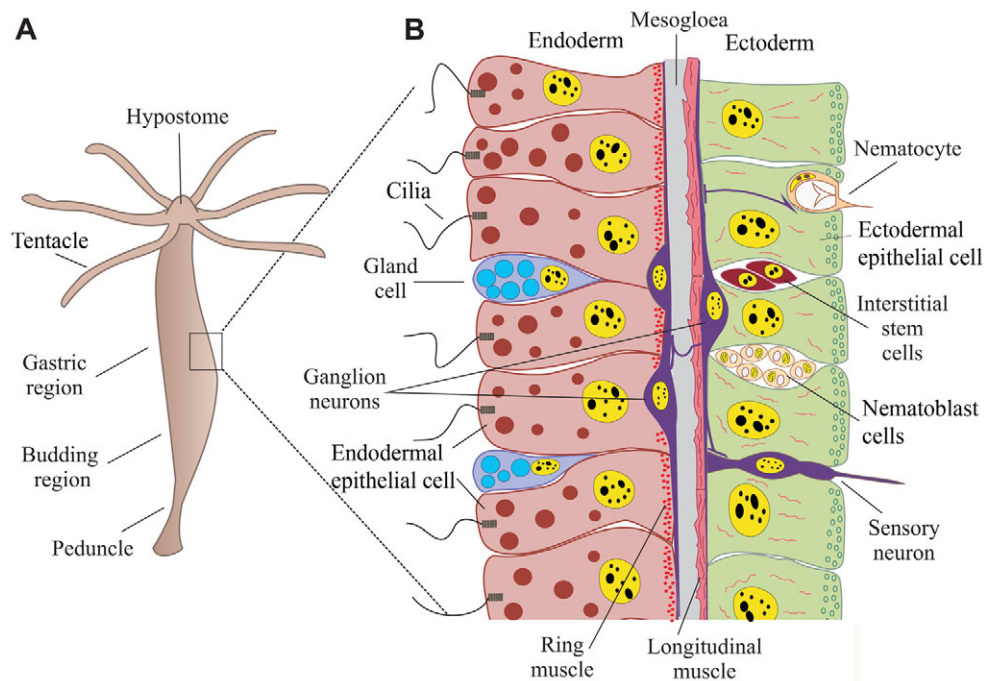 A
Hypostome
Tentacle
Gastric
region
Budding
region
Peduncle
B
Mesogloea
Endoderm
Ectoderm
Cilia
Gland
cell
Ganglion
neurons
Endodermal
epithelial cell
Nematocyte
Ectodermal
epithelial cell
Interstitial
stem
cells
Nematoblast
cells
Sensory
neuron
Ring
muscle
Longitudinal
muscle